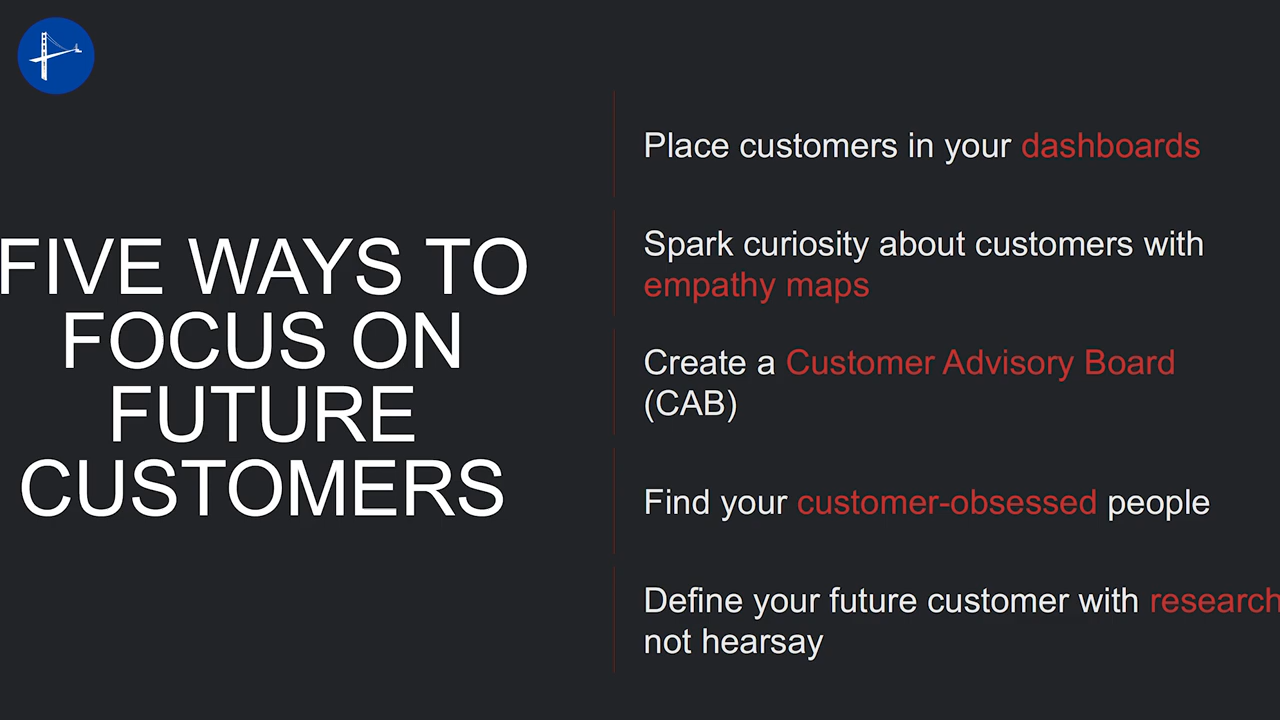 FIVE WAYS TO
FOCUS ON
FUTURE
CUSTOMERS
Place customers in your dashboards
Spark curiosity about customers with
empathy maps
Create a Customer Advisory Board
(CAB)
Find your customer-obsessed people
Define your future customer with research
not hearsay